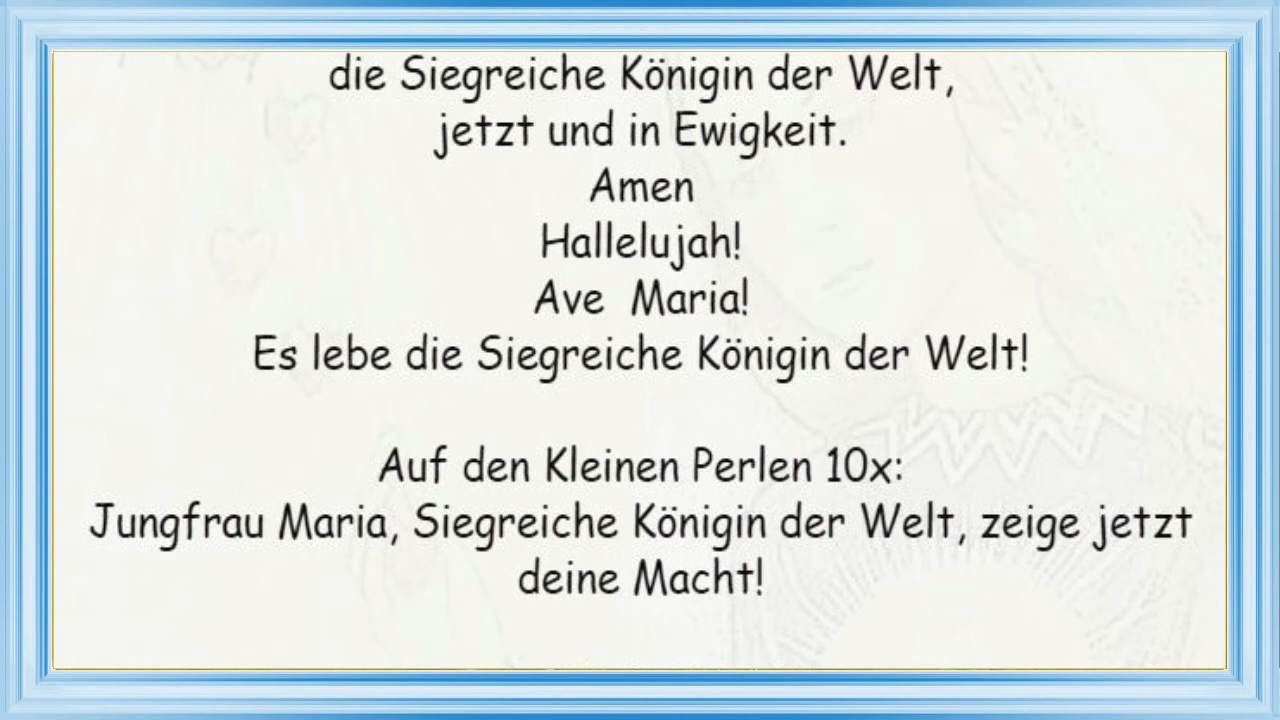 die Siegreiche Königin der Welt,
jetzt und in Ewigkeit.
Amen
Hallelujah!
Ave  Maria!
Es lebe die Siegreiche Königin der Welt!
Auf den Kleinen Perlen 10x:
Jungfrau Maria, Siegreiche Königin der Welt, zeige jetzt
deine Macht!